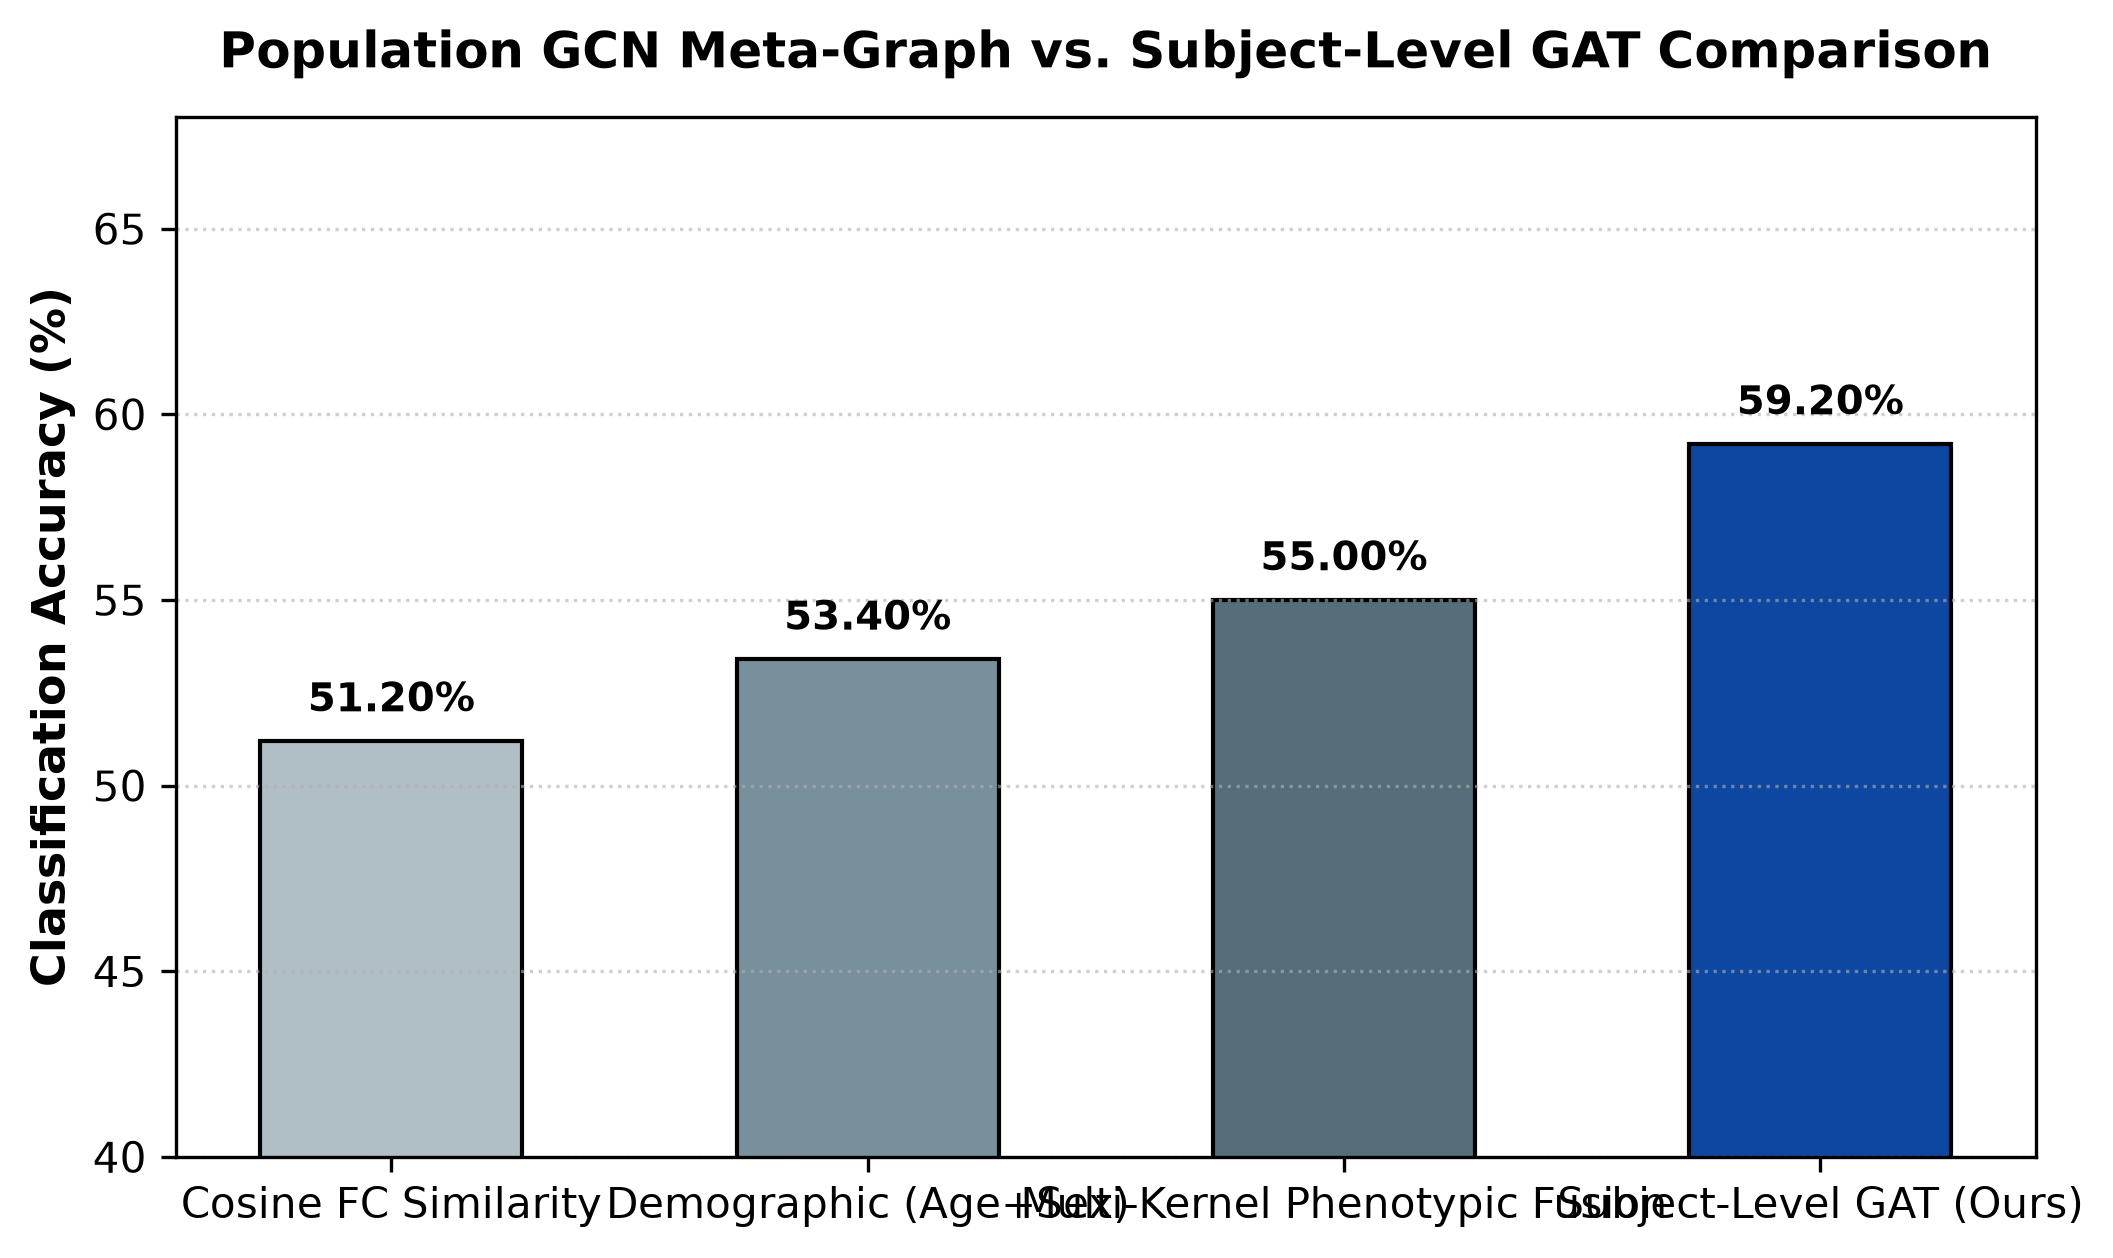 Population GCN Meta-Graph vs. Subject-Level GAT Comparison
Classification Accuracy (%)
65
60
55
50
45
40
51.20%
53.40%
55.00%
59.20%
Cosine FC Similarity
Demographic (Age+Sex)
Multi-Kernel Phenotypic Fusion
Subject-Level GAT (Ours)